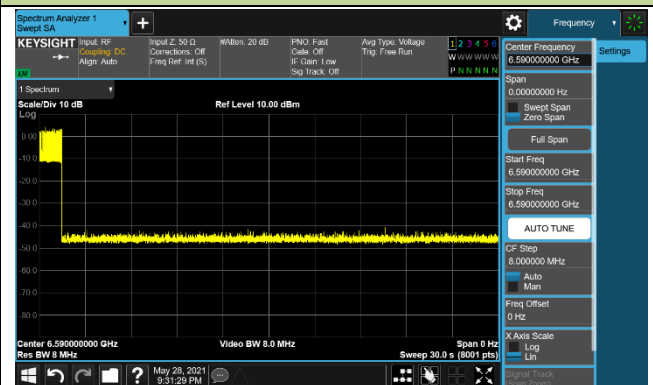 Spectrum Analyzer 1
Swept SA
+
Frequency
KEYSIGHT
Input: RF
Coupling: DC
Align: Auto
Input Z: 50 Ω
Corrections: Off
Freq Ref: Int (S)
#Atten: 20 dB
PNO: Fast
Gate: Off
IF Gain: Low
Sig Track: Off
Avg Type: Voltage
Trig: Free Run
1 2 3 4 5 6
W W W W W W
P N N N N N
LXI
Center Frequency
6.590000000 GHz
Settings
Span
0.00000000 Hz
Swept Span
Zero Span
Full Span
Start Freq
6.590000000 GHz
Stop Freq
6.590000000 GHz
AUTO TUNE
CF Step
8.000000 MHz
Auto
Man
Freq Offset
0 Hz
X Axis Scale
Log
Lin
Signal Track
1 Spectrum
Scale/Div 10 dB
Ref Level 10.00 dBm
Log
0.00
-10.0
-20.0
-30.0
-40.0
-50.0
-60.0
-70.0
-80.0
Center 6.590000000 GHz
Video BW 8.0 MHz
Span 0 Hz
Res BW 8 MHz
Sweep 30.0 s (8001 pts)
?
May 28, 2021
9:31:29 PM